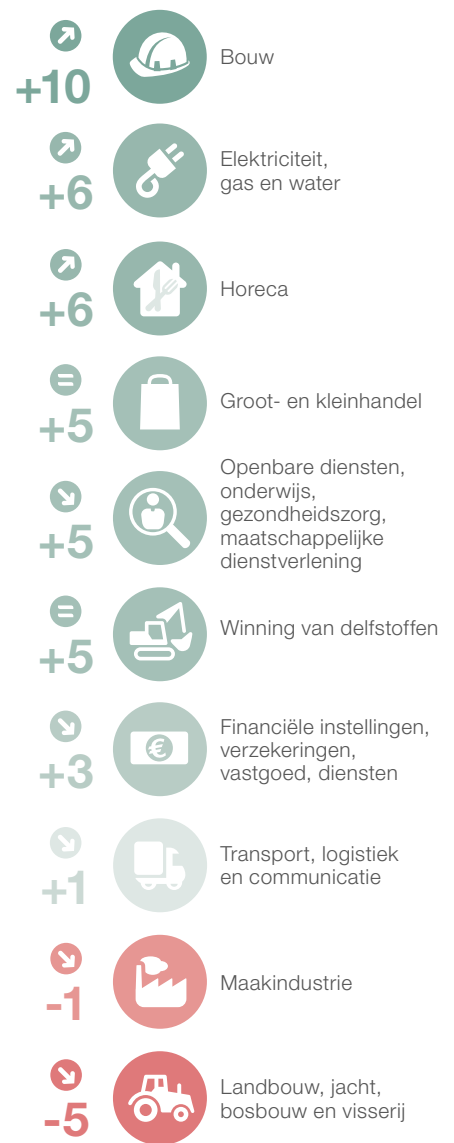 +10
Bouw
+6
Elektriciteit,
gas en water
+6
Horeca
=
+5
Groot- en kleinhandel
+5
Openbare diensten,
onderwijs,
gezondheidszorg,
maatschappelijke
dienstverlening
=
+5
Winning van delfstoffen
+3
€
Financiële instellingen,
verzekeringen,
vastgoed, diensten
+1
Transport, logistiek
en communicatie
-1
Maakindustrie
-5
Landbouw, jacht,
bosbouw en visserij